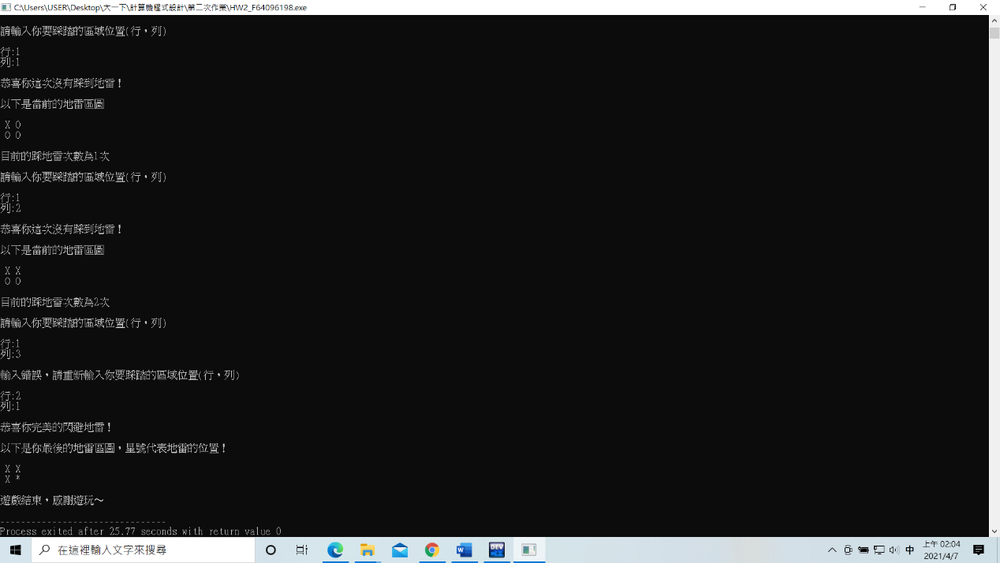 C:\Users\USER\Desktop\大一下\計算機程式設計\第二次作業\HW2_F64096198.exe
請輸入你要踩踏的區域位置(行，列)
行:1
列:1
恭喜你這次沒有踩到地雷！
以下是當前的地雷區圖
X O
O O
目前的踩地雷次數為1次
請輸入你要踩踏的區域位置(行，列)
行:1
列:2
恭喜你這次沒有踩到地雷！
以下是當前的地雷區圖
X X
O O
目前的踩地雷次數為2次
請輸入你要踩踏的區域位置(行，列)
行:1
列:3
輸入錯誤，請重新輸入你要踩踏的區域位置(行，列)
行:2
列:1
恭喜你完美的閃避地雷！
以下是你最後的地雷區圖，星號代表地雷的位置！
X X
X *
遊戲結束，感謝遊玩～
--------------------------------
Process exited after 25.77 seconds with return value 0
在這裡輸入文字來搜尋
W
DEV
中
上午 02:04
2021/4/7